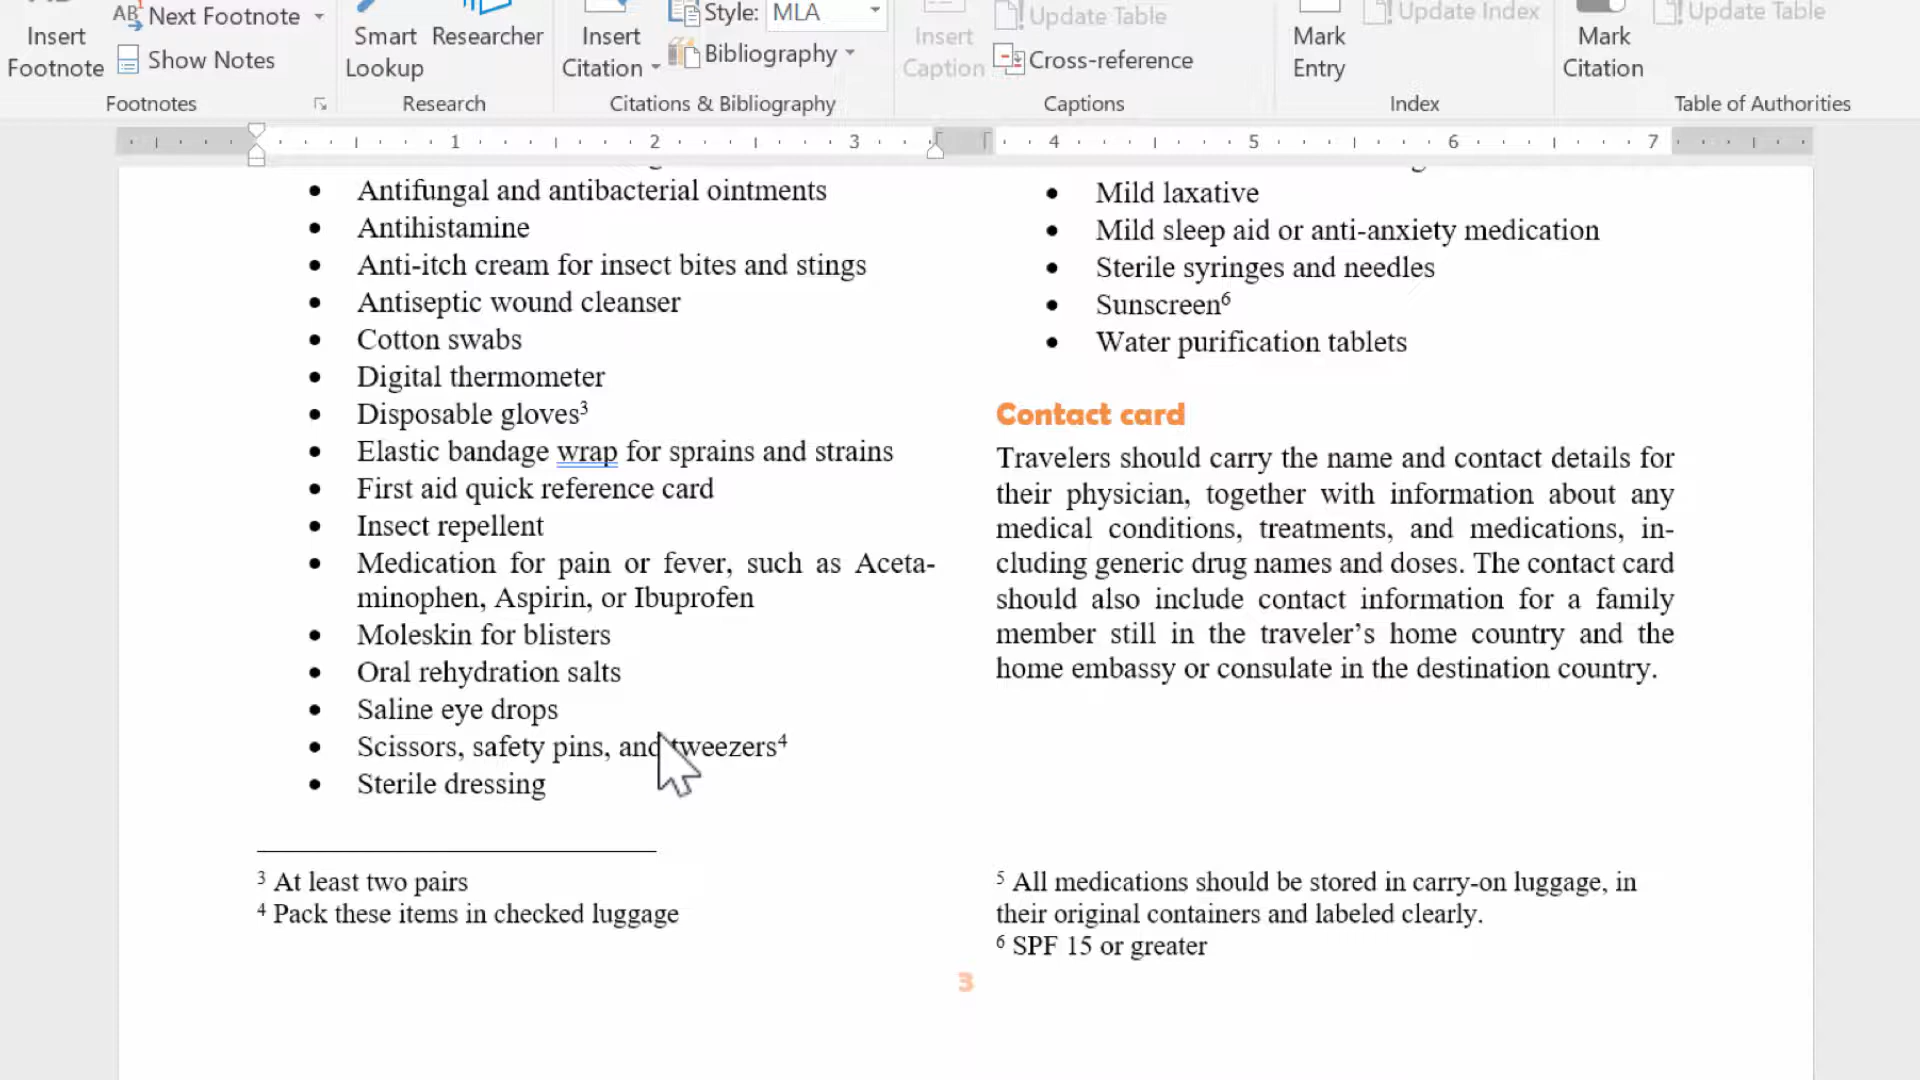 Next Footnote
Insert Footnote
Show Notes
Footnotes
Smart Lookup
Researcher
Research
Insert Citation
Style: MLA
Bibliography
Citations & Bibliography
Insert Caption
Update Table
Cross-reference
Captions
Mark Entry
Update Index
Index
Mark Citation
Update Table
Table of Authorities
1 2 3 4 5 6 7
Antifungal and antibacterial ointments
Antihistamine
Anti-itch cream for insect bites and stings
Antiseptic wound cleanser
Cotton swabs
Digital thermometer
Disposable gloves³
Elastic bandage wrap for sprains and strains
First aid quick reference card
Insect repellent
Medication for pain or fever, such as Aceta-
minophen, Aspirin, or Ibuprofen
Moleskin for blisters
Oral rehydration salts
Saline eye drops
Scissors, safety pins, and tweezers⁴
Sterile dressing
³ At least two pairs
⁴ Pack these items in checked luggage
Mild laxative
Mild sleep aid or anti-anxiety medication
Sterile syringes and needles
Sunscreen⁶
Water purification tablets
Contact card
Travelers should carry the name and contact details for
their physician, together with information about any
medical conditions, treatments, and medications, in-
cluding generic drug names and doses. The contact card
should also include contact information for a family
member still in the traveler's home country and the
home embassy or consulate in the destination country.
⁵ All medications should be stored in carry-on luggage, in
their original containers and labeled clearly.
⁶ SPF 15 or greater
3